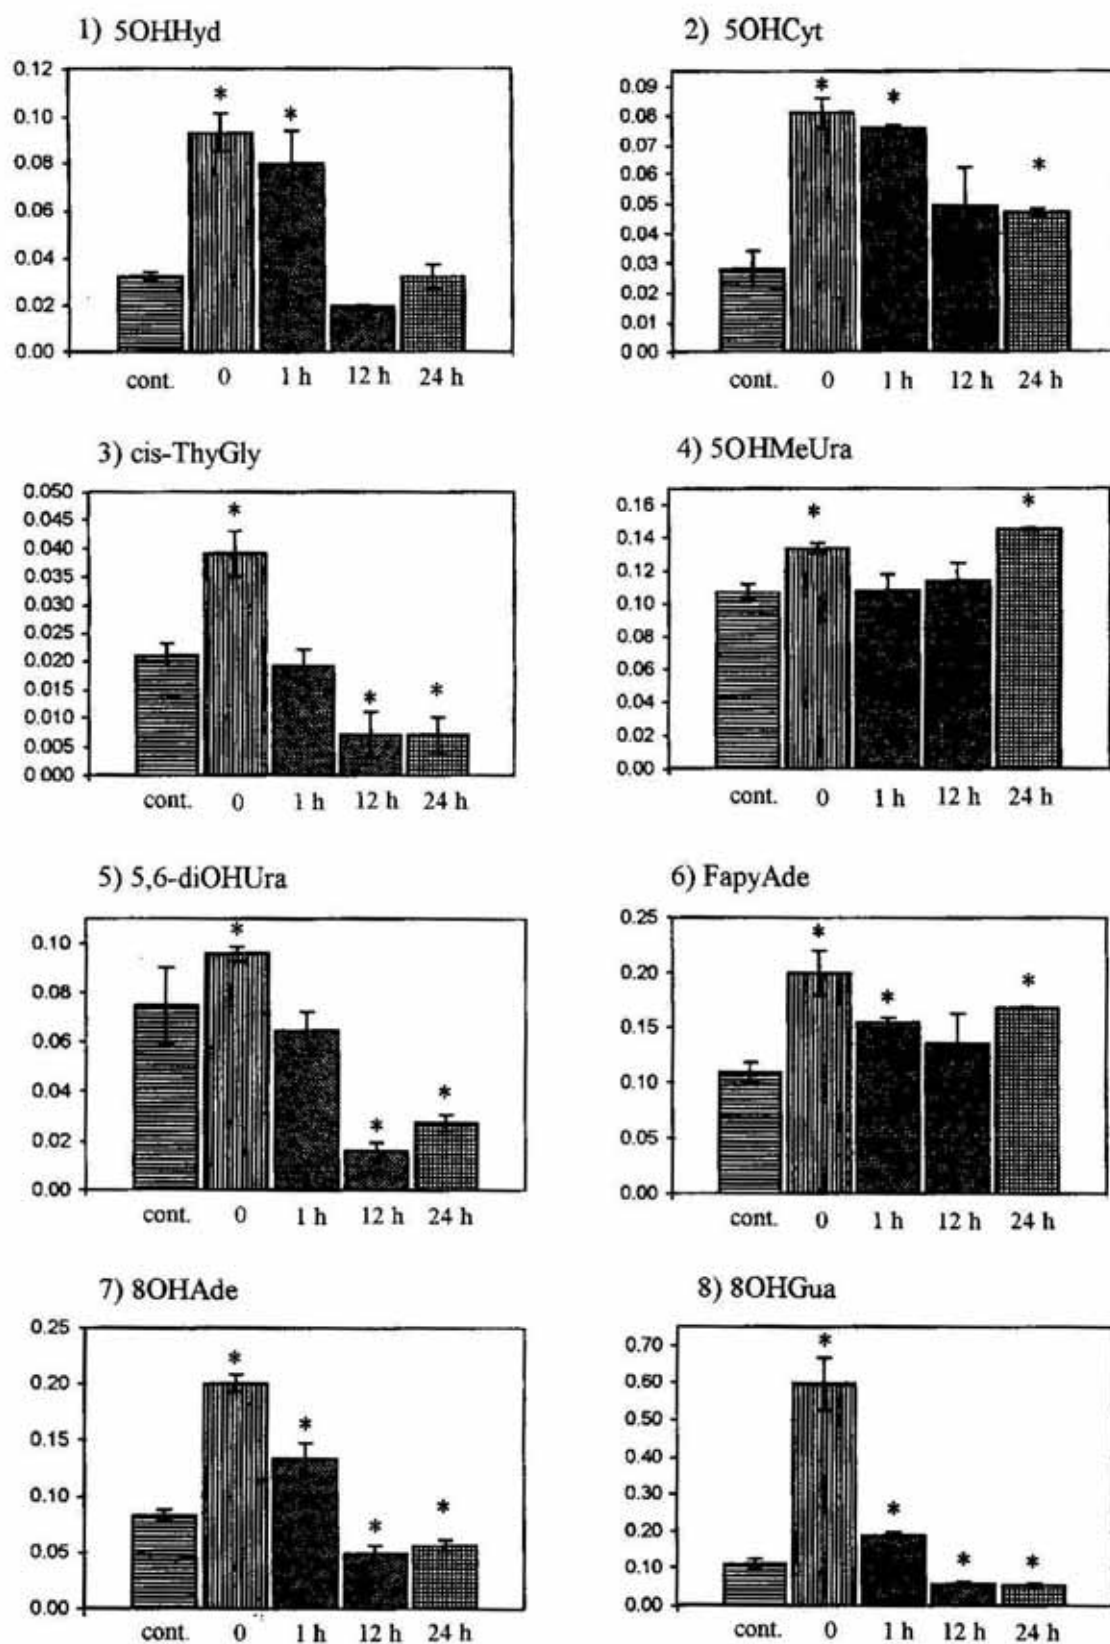 1) 5OHHyd
0.12
0.10
0.08
0.06
0.04
0.02
0.00
* *
cont. 0 1 h 12 h 24 h
2) 5OHCyt
0.09
0.08
0.07
0.06
0.05
0.04
0.03
0.02
0.01
0 00
* * *
cont. 0 1 h 12 h 24 h
3) cis-ThyGly
0.050
0.045
0.040
0.035
0.030
0.025
0.020
0.015
0.010
0.005
0 000
* * *
cont. 0 1 h 12 h 24 h
4) 5OHMeUra
0.16
0.14
0.12
0.10
0.08
0.06
0.04
0.02
0.00
* *
cont. 0 1 h 12 h 24 h
5) 5,6-diOHUra
0.10
0.08
0.06
0.04
0.02
0.00
* * *
cont. 0 1 h 12 h 24 h
6) FapyAde
0.25
0.20
0.15
0.10
0.05
0.00
* * *
cont. 0 1 h 12 h 24 h
7) 8OHAde
0.25
0.20
0.15
0.10
0.05
0.00
* * * *
cont. 0 1 h 12 h 24 h
8) 8OHGua
0.70
0.60
0.50
0.40
0.30
0.20
0.10
0.00
* * * *
cont. 0 1 h 12 h 24 h